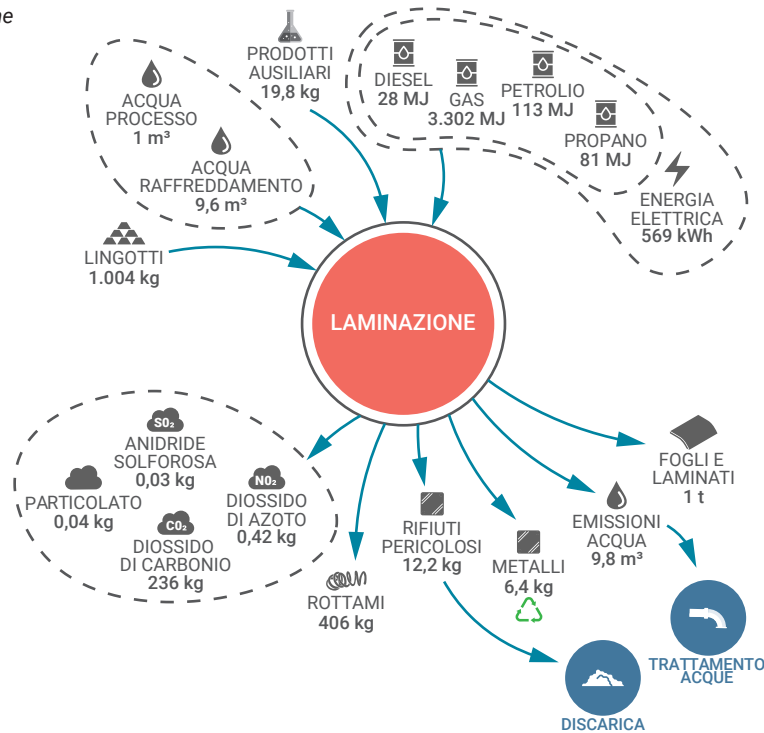 ne
PRODOTTI
AUSILIARI
19,8 kg
DIESEL
28 MJ
GAS
3.302 MJ
PETROLIO
113 MJ
PROPANO
81 MJ
ENERGIA
ELETTRICA
569 kWh
ACQUA
PROCESSO
1 m³
ACQUA
RAFFREDDAMENTO
9,6 m³
LINGOTTI
1.004 kg
LAMINAZIONE
SO₂
ANIDRIDE
SOLFOROSA
0,03 kg
PARTICOLATO
0,04 kg
NO₂
DIOSSIDO
DI AZOTO
0,42 kg
CO₂
DIOSSIDO
DI CARBONIO
236 kg
ROTTAMI
406 kg
RIFIUTI
PERICOLOSI
12,2 kg
METALLI
6,4 kg
EMISSIONI
ACQUA
9,8 m³
FOGLI E
LAMINATI
1 t
TRATTAMENTO
ACQUE
DISCARICA